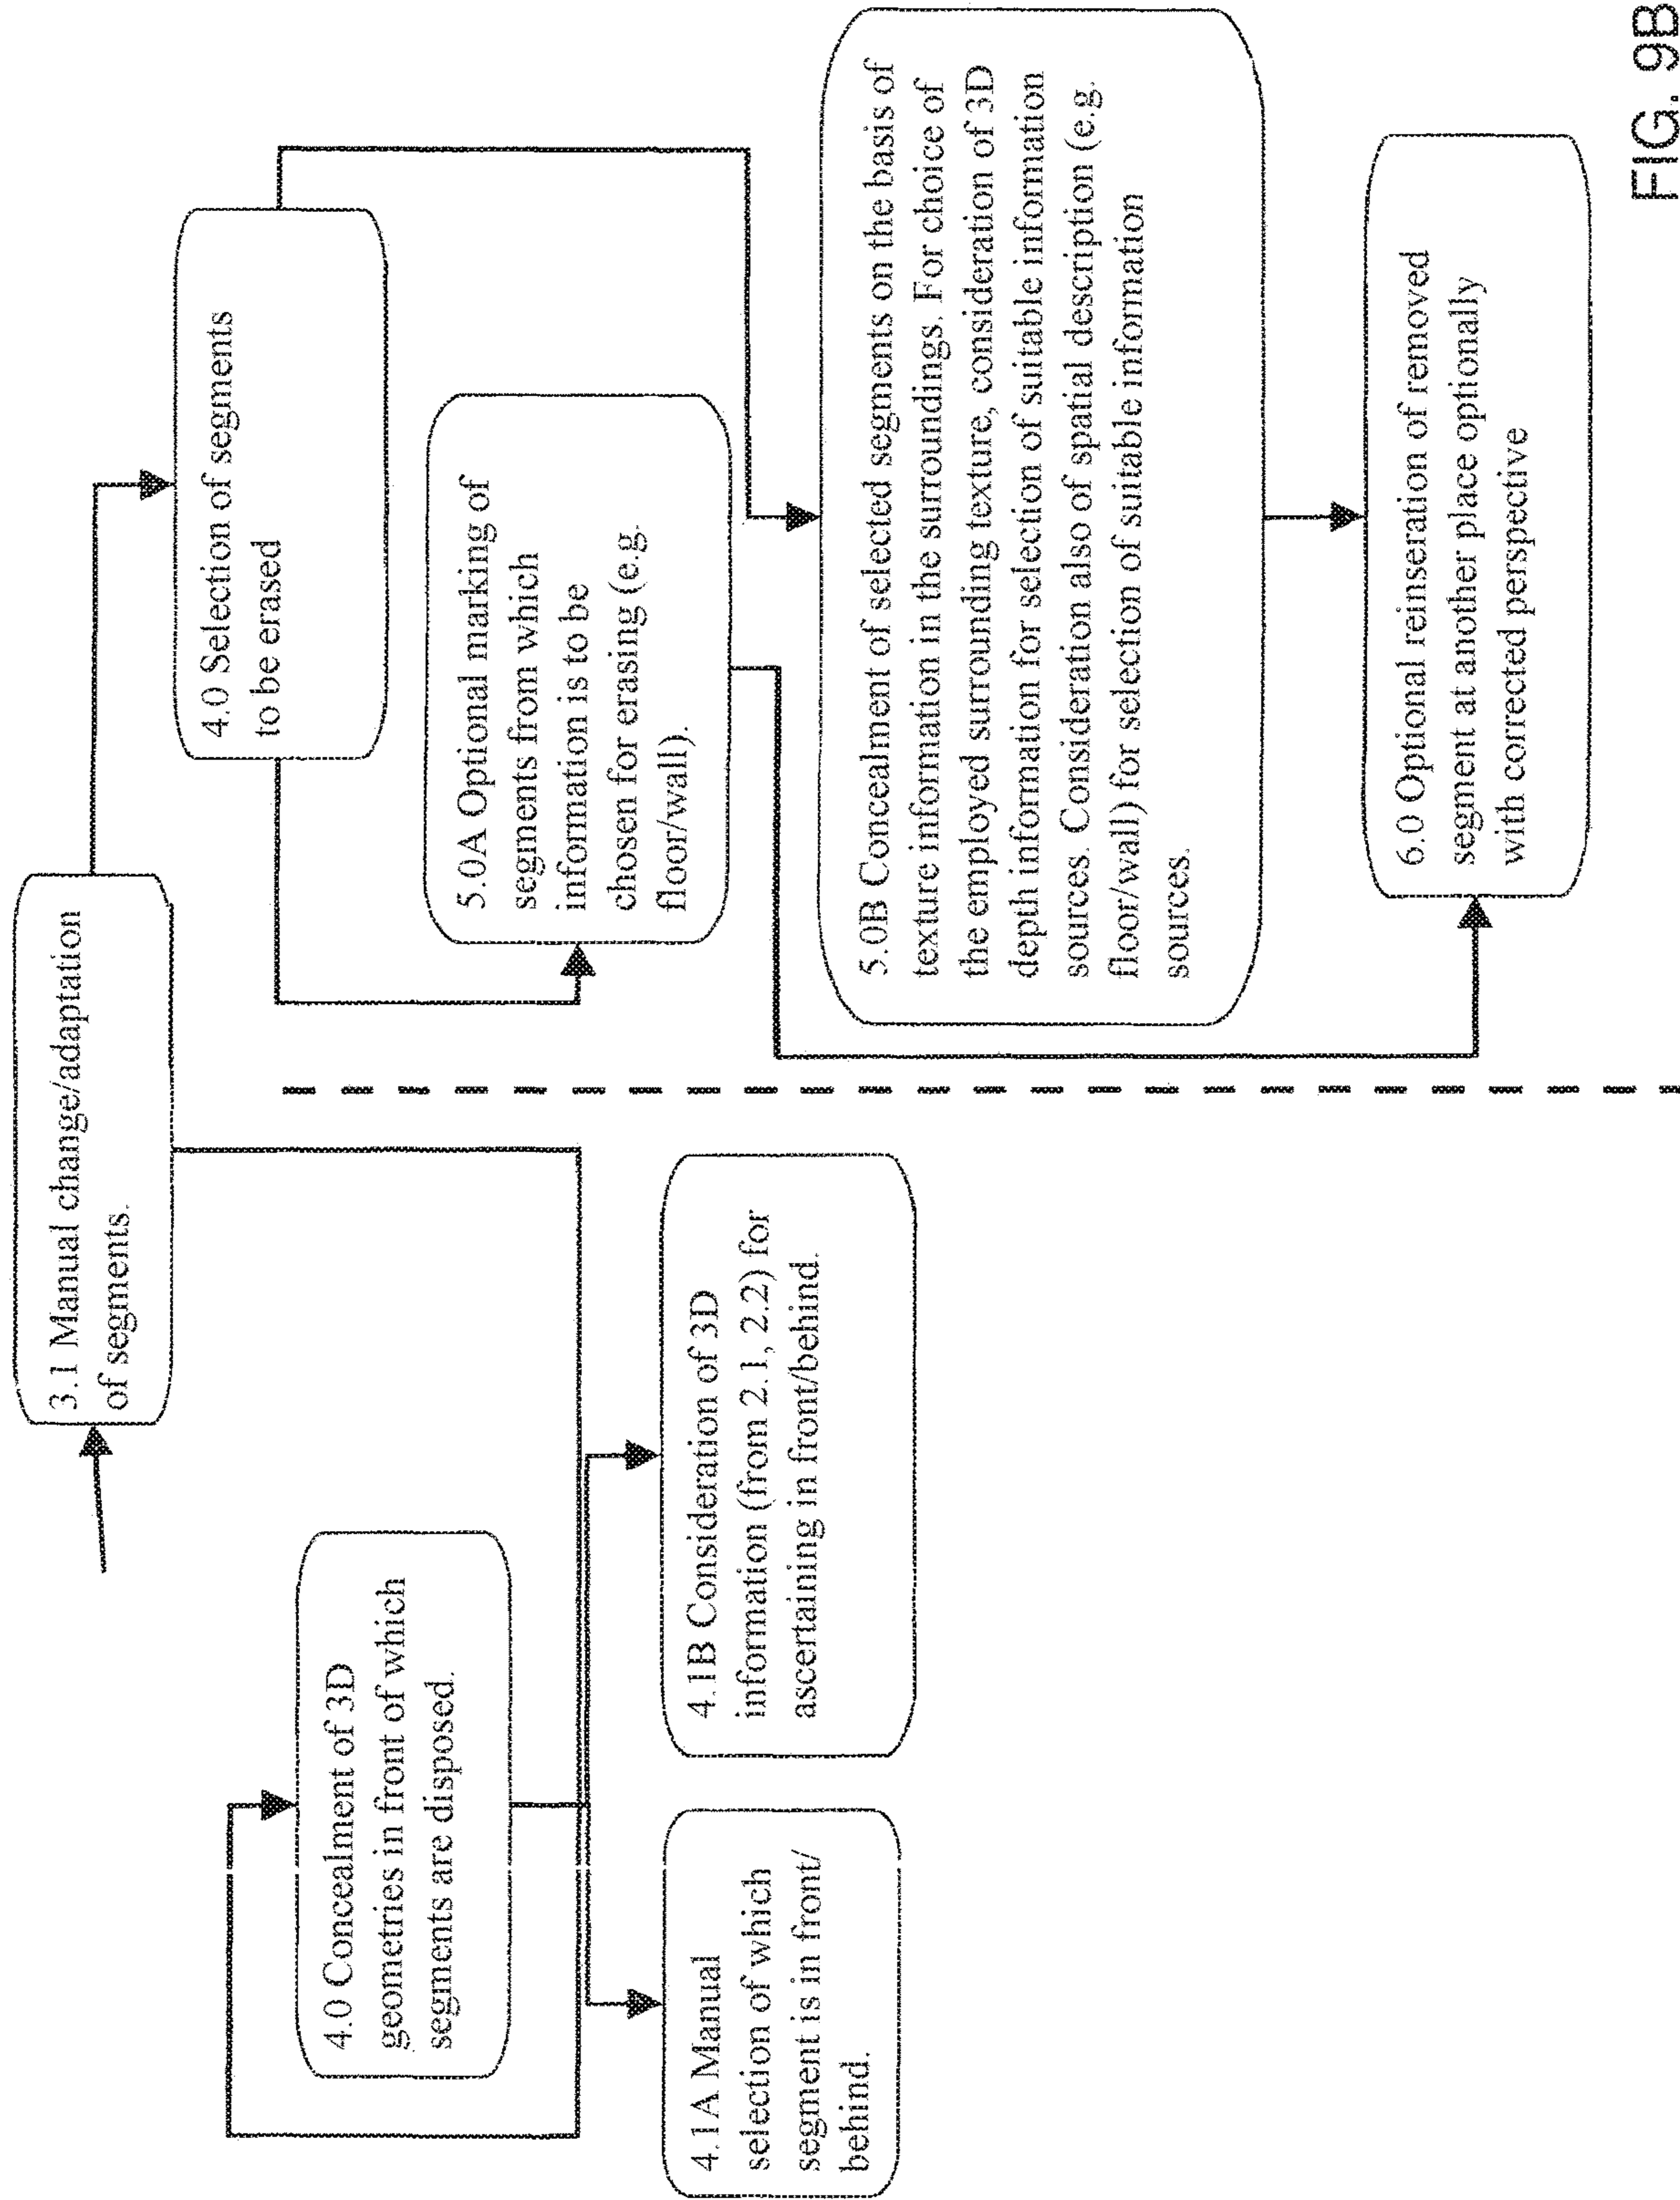 3.1 Manual change/adaptation
of segments.
4.0 Concealment of 3D
geometries in front of which
segments are disposed.
4.1A Manual
selection of which
segment is in front/
behind.
4.1B Consideration of 3D
information (from 2.1, 2.2) for
ascertaining in front/behind.
4.0 Selection of segments
to be erased
5.0A Optional marking of
segments from which
information is to be
chosen for erasing (e.g.
floor/wall).
5.0B Concealment of selected segments on the basis of
texture information in the surroundings. For choice of
the employed surrounding texture, consideration of 3D
depth information for selection of suitable information
sources. Consideration also of spatial description (e.g.
floor/wall) for selection of suitable information
sources.
6.0 Optional reinseration of removed
segment at another place optionally
with corrected perspective
FIG. 9B